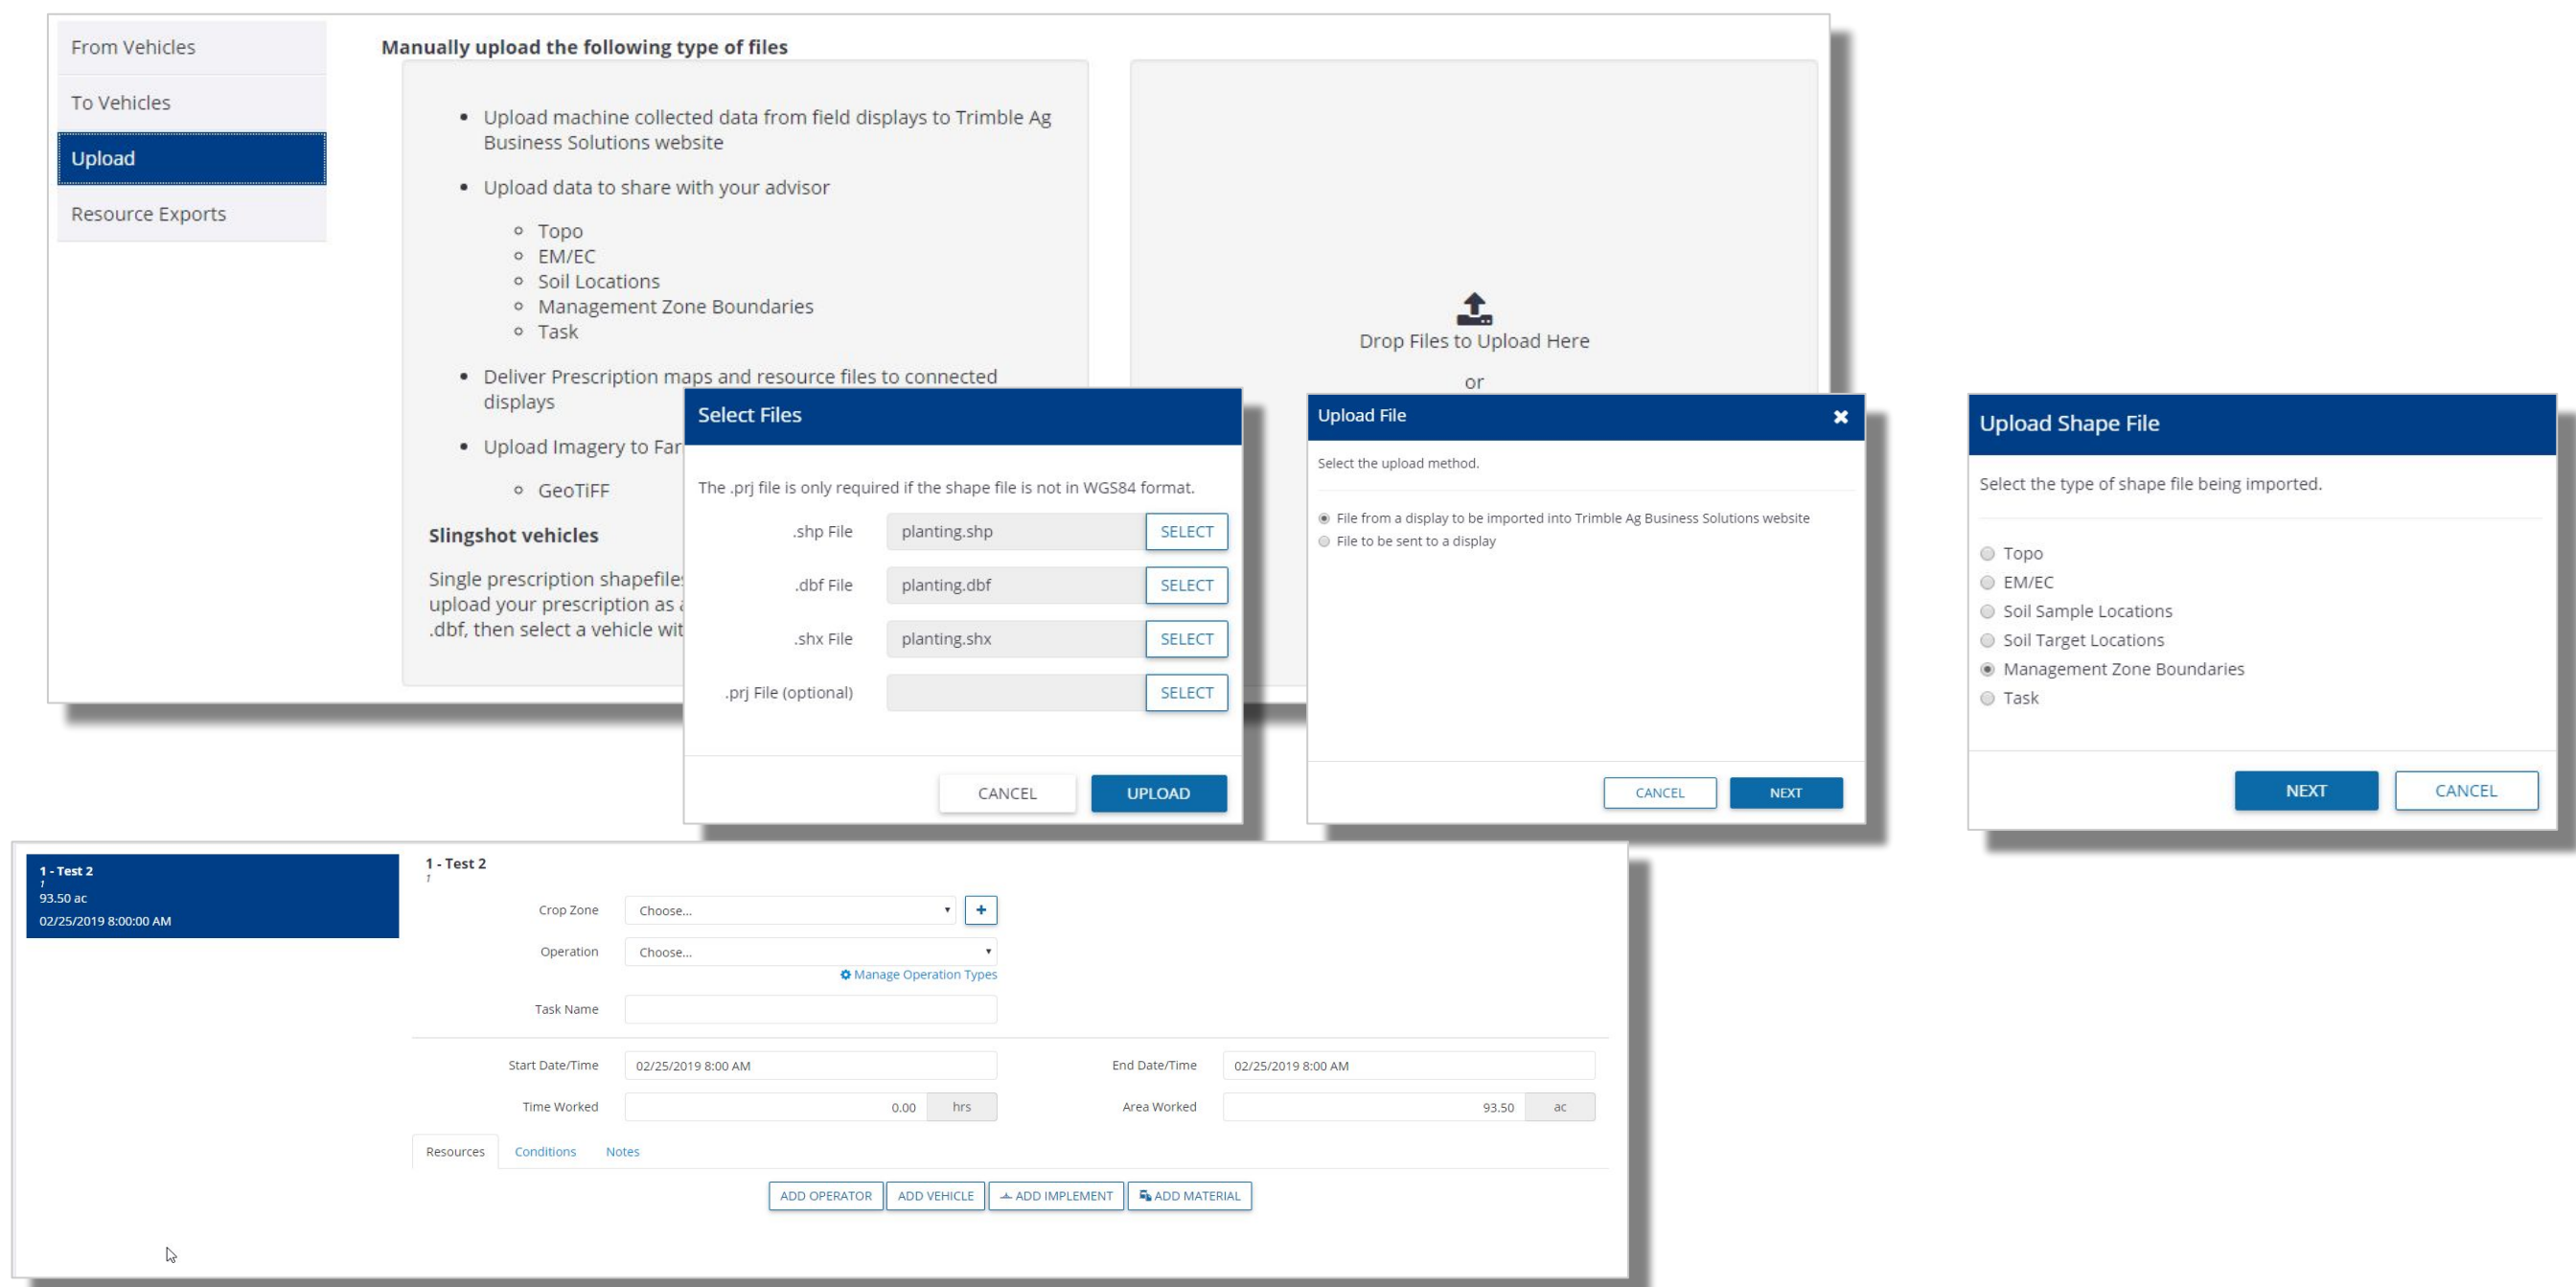 From Vehicles
To Vehicles
Upload
Resource Exports
Manually upload the following type of files
Upload machine collected data from field displays to Trimble Ag
Business Solutions website
Upload data to share with your advisor
Topo
EM/EC
Soil Locations
Management Zone Boundaries
Task
Deliver Prescription maps and resource files to connected
displays
Upload Imagery to
GeoTiFF
Slingshot vehicles
Single prescription
upload your prescription as
.dbf, then select a vehicle
Drop Files to Upload Here
or
Select Files
The .prj file is only required if the shape file is not in WGS84 format.
.shp File planting.shp SELECT
.dbf File planting.dbf SELECT
.shx File planting.shx SELECT
.prj File (optional) SELECT
CANCEL UPLOAD
Upload File
Select the upload method.
File from a display to be imported into Trimble Ag Business Solutions website
File to be sent to a display
CANCEL NEXT
Upload Shape File
Select the type of shape file being imported.
Topo
EM/EC
Soil Sample Locations
Soil Target Locations
Management Zone Boundaries
Task
NEXT CANCEL
1 - Test 2
1
93.50 ac
02/25/2019 8:00:00 AM
1 - Test 2
1
Crop Zone Choose... +
Operation Choose...
Manage Operation Types
Task Name
Start Date/Time 02/25/2019 8:00 AM End Date/Time 02/25/2019 8:00 AM
Time Worked 0.00 hrs Area Worked 93.50 ac
Resources Conditions Notes
ADD OPERATOR ADD VEHICLE ADD IMPLEMENT ADD MATERIAL